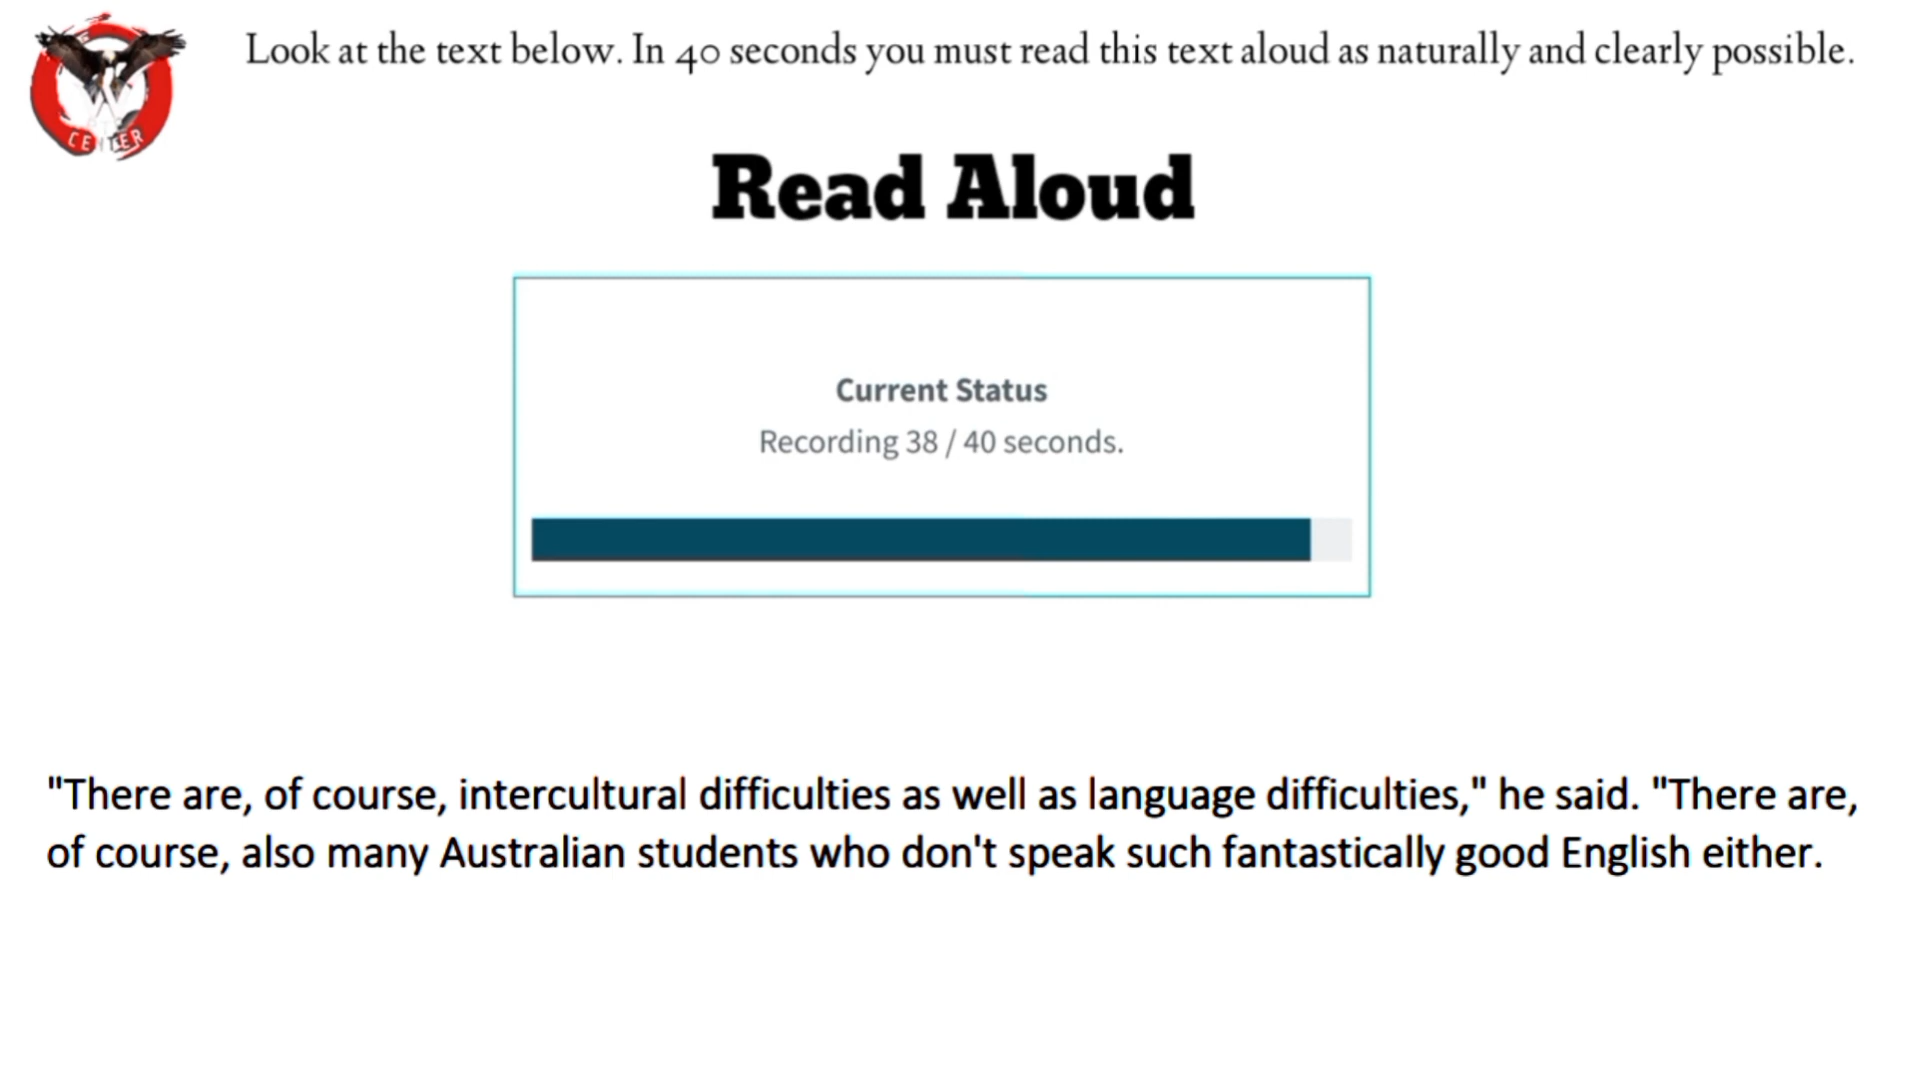 Look at the text below. In 40 seconds you must read this text aloud as naturally and clearly possible.
CENTER
Read Aloud
Current Status
Recording 38 / 40 seconds.
"There are, of course, intercultural difficulties as well as language difficulties," he said. "There are,
of course, also many Australian students who don't speak such fantastically good English either.